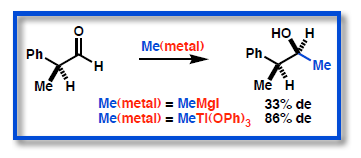 O
Ph
H
Me H
Me(metal)
HO H
Ph
Me
Me H
Me(metal) = MeMgI 33% de
Me(metal) = MeTi(OPh)3 86% de